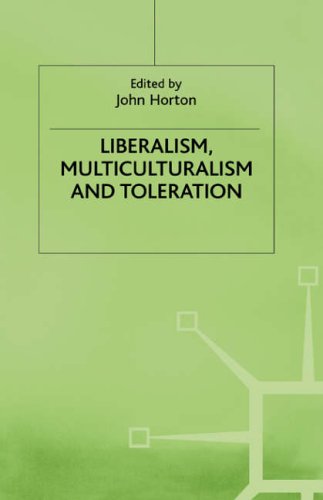 Edited by
John Horton
LIBERALISM,
MULTICULTURALISM
AND TOLERATION